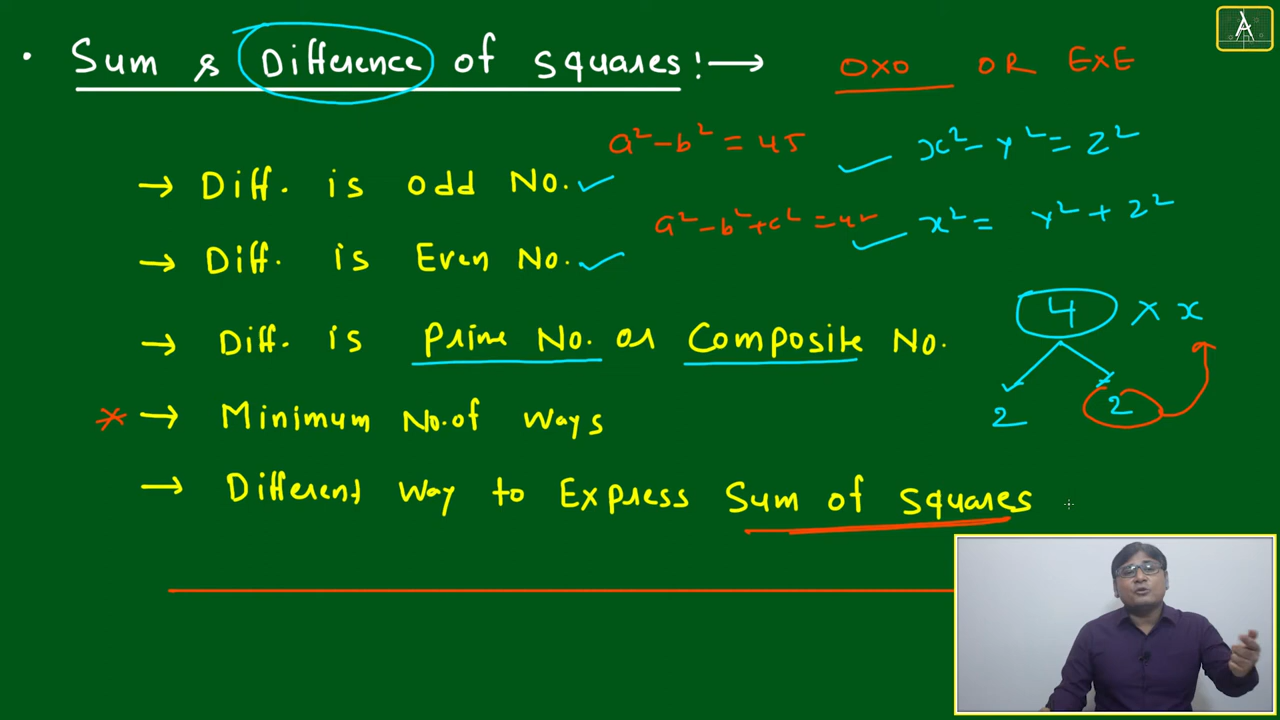 • Sum & Difference of squares! → OXO OR EXE
a² – b² = 45
x² – y² = z²
→ Diff. is odd No. ✓
a² – b² + c² = 42
x² = y² + z²
→ Diff. is Even No. ✓
4 × x
→ Diff. is Prime No. or Composite No.
2 2
* → Minimum No. of Ways
→ Different Way to Express Sum of squares